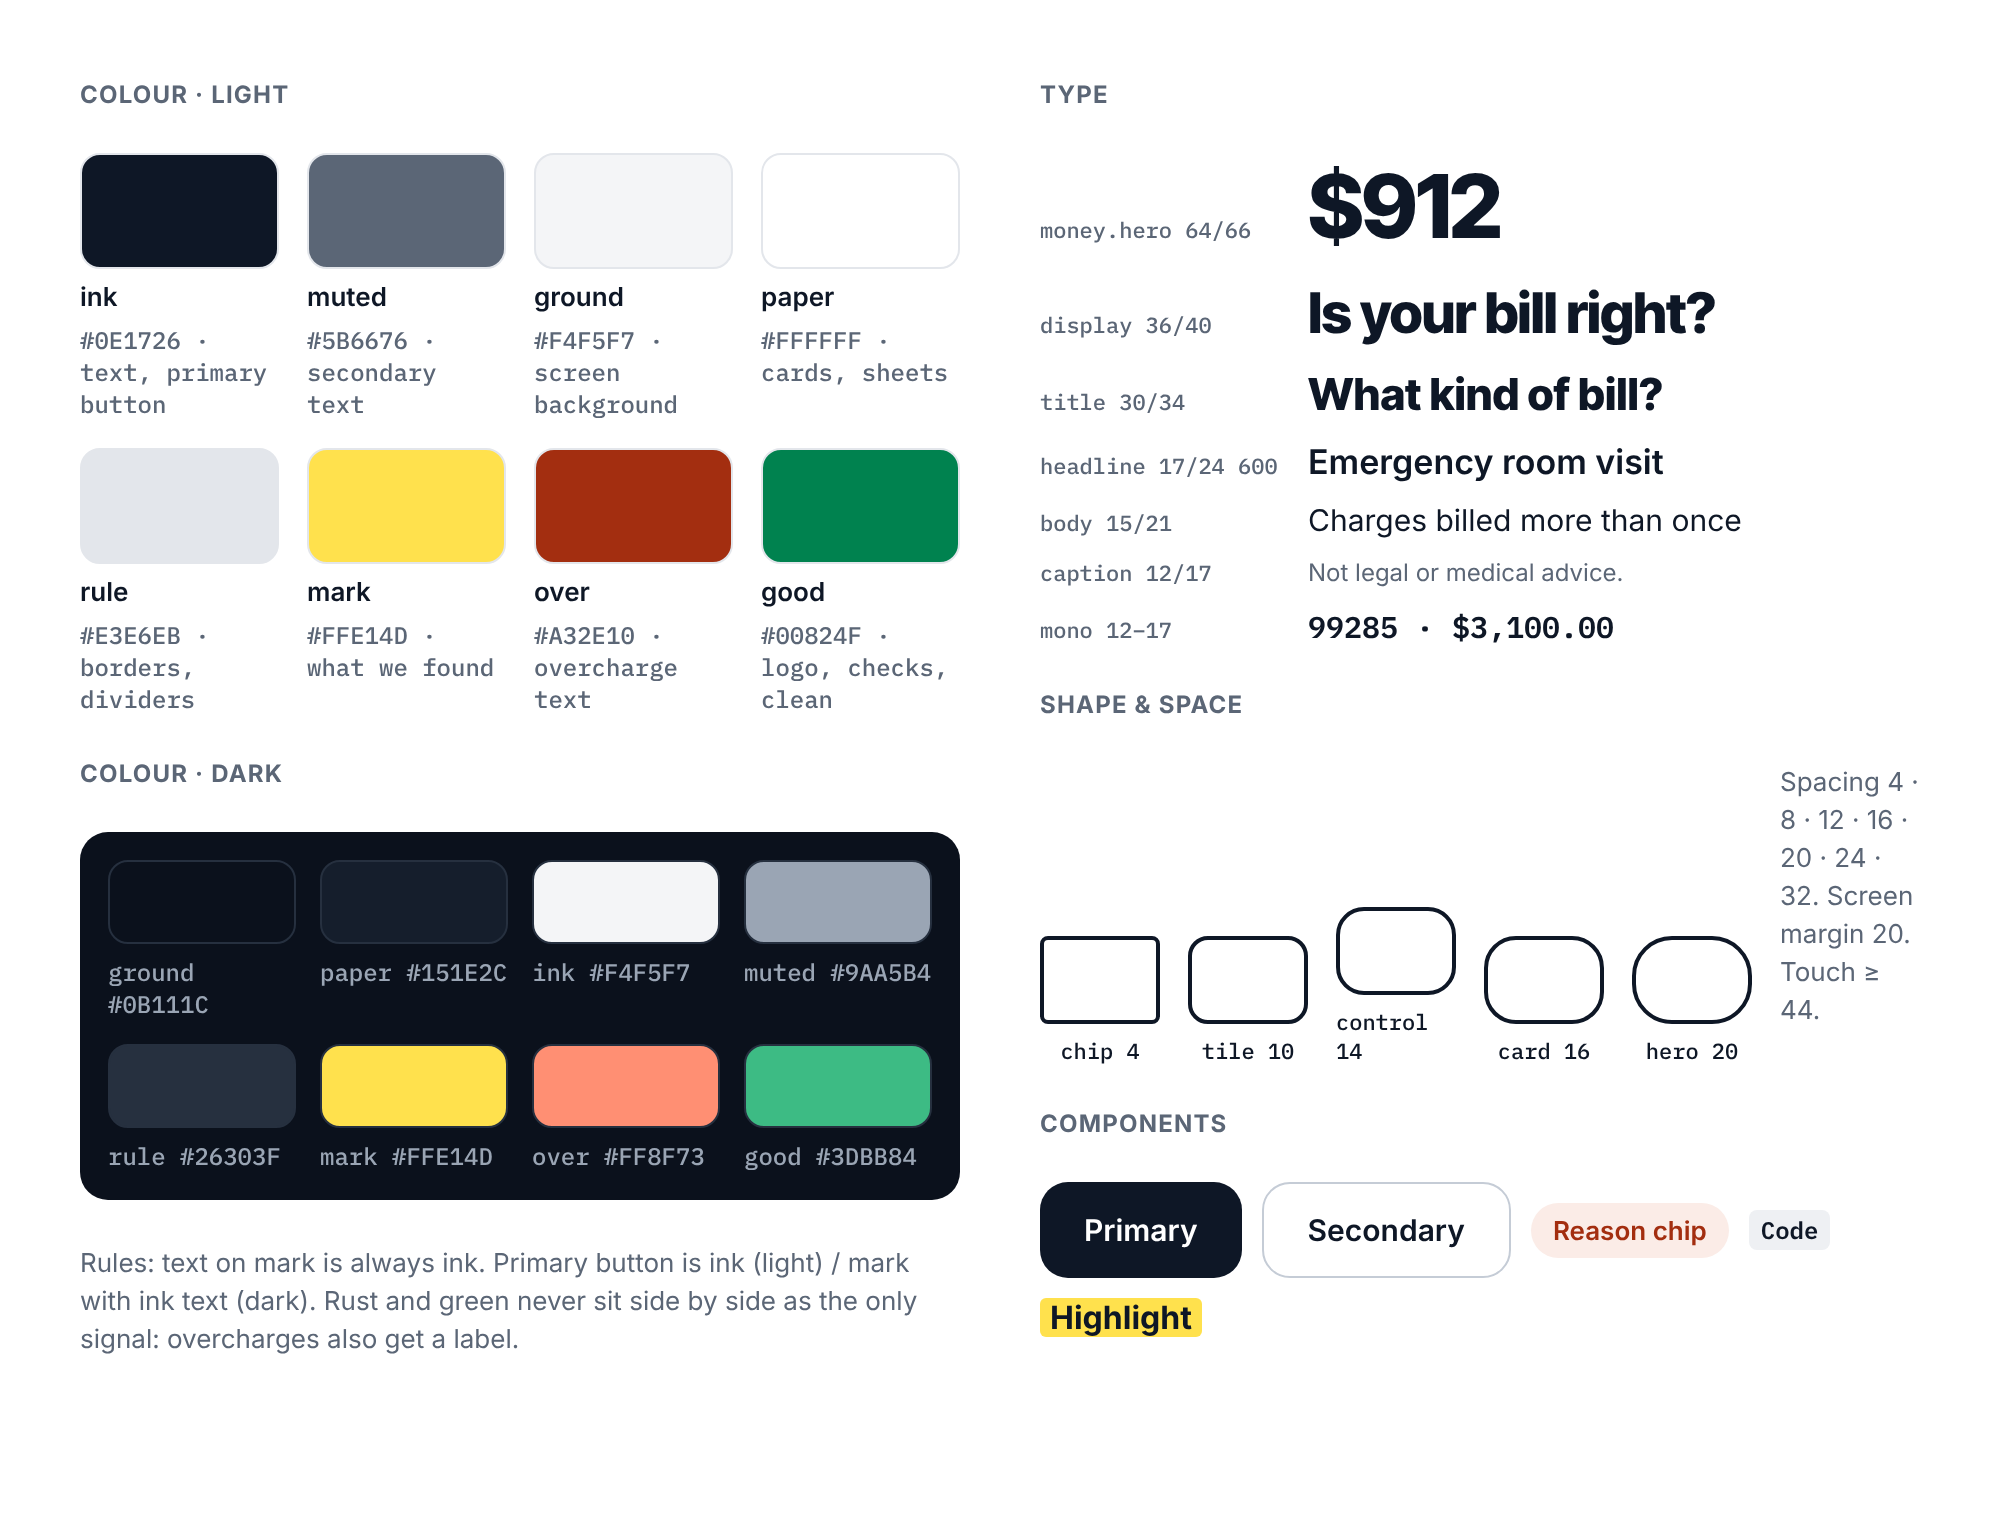 COLOUR · LIGHT
ink
#0E1726 ·
text, primary
button
muted
#5B6676 ·
secondary
text
ground
#F4F5F7 ·
screen
background
paper
#FFFFFF ·
cards, sheets
rule
#E3E6EB ·
borders,
dividers
mark
#FFE14D ·
what we found
over
#A32E10 ·
overcharge
text
good
#00824F ·
logo, checks,
clean
COLOUR · DARK
ground
#0B111C
paper #151E2C
ink #F4F5F7
muted #9AA5B4
rule #26303F
mark #FFE14D
over #FF8F73
good #3DBB84
Rules: text on mark is always ink. Primary button is ink (light) / mark
with ink text (dark). Rust and green never sit side by side as the only
signal: overcharges also get a label.
TYPE
money.hero 64/66 $912
display 36/40 Is your bill right?
title 30/34 What kind of bill?
headline 17/24 600 Emergency room visit
body 15/21 Charges billed more than once
caption 12/17 Not legal or medical advice.
mono 12–17 99285 · $3,100.00
SHAPE & SPACE
chip 4
tile 10
control
14
card 16
hero 20
Spacing 4 ·
8 · 12 · 16 ·
20 · 24 ·
32. Screen
margin 20.
Touch ≥
44.
COMPONENTS
Primary
Secondary
Reason chip
Code
Highlight